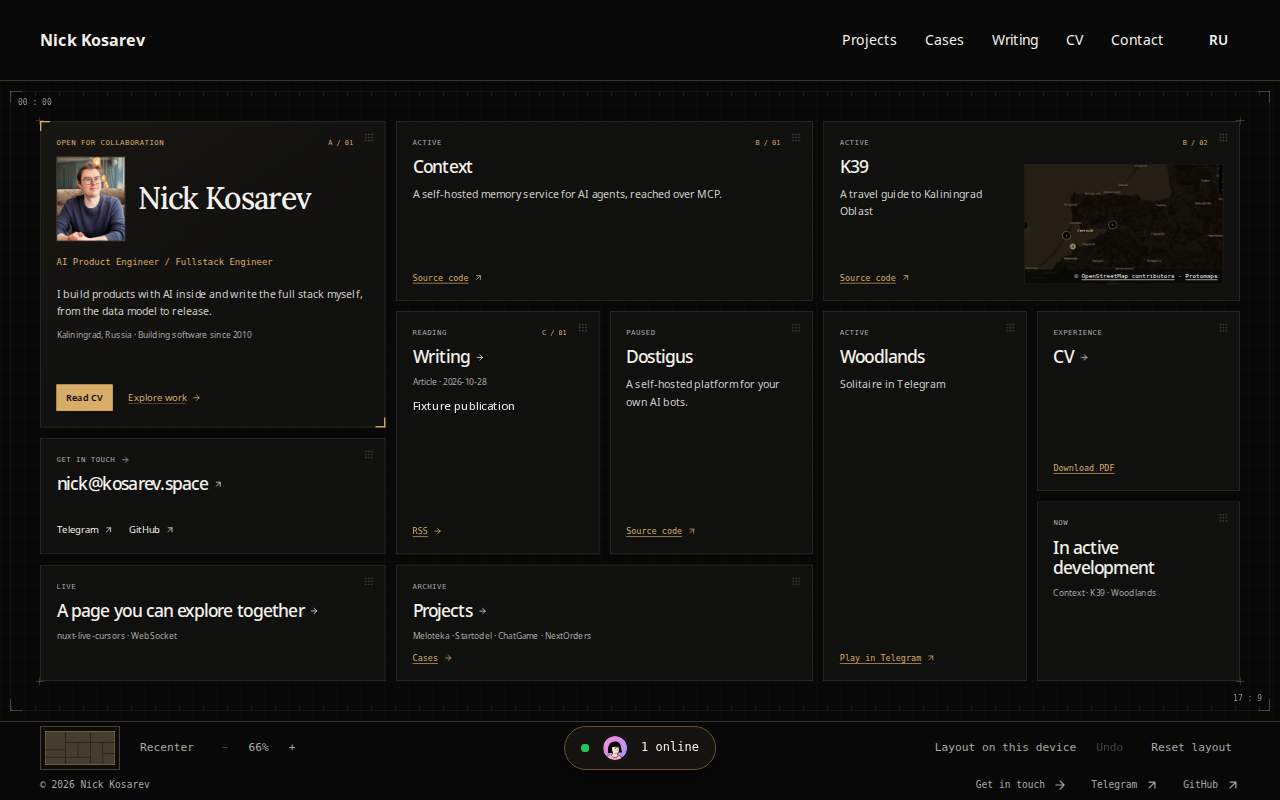 Nick Kosarev
Projects Cases Writing CV Contact RU
00 : 00
OPEN FOR COLLABORATION A / 01
Nick Kosarev
AI Product Engineer / Fullstack Engineer
I build products with AI inside and write the full stack myself,
from the data model to release.
Kaliningrad, Russia · Building software since 2010
Read CV Explore work →
ACTIVE B / 01
Context
A self-hosted memory service for AI agents, reached over MCP.
Source code ↗
ACTIVE B / 02
K39
A travel guide to Kaliningrad
Oblast
Source code ↗
© OpenStreetMap contributors · Protomaps
READING C / 01
Writing →
Article · 2026-10-28
Fixture publication
RSS →
PAUSED
Dostigus
A self-hosted platform for your
own AI bots.
Source code ↗
ACTIVE
Woodlands
Solitaire in Telegram
Play in Telegram ↗
EXPERIENCE
CV →
Download PDF
GET IN TOUCH →
nick@kosarev.space ↗
Telegram ↗ GitHub ↗
NOW
In active
development
Context · K39 · Woodlands
LIVE
A page you can explore together →
nuxt-live-cursors · WebSocket
ARCHIVE
Projects →
Meloteka · Startodel · ChatGame · NextOrders
Cases →
17 : 9
Recenter − 66% +
1 online
Layout on this device Undo Reset layout
© 2026 Nick Kosarev
Get in touch → Telegram ↗ GitHub ↗